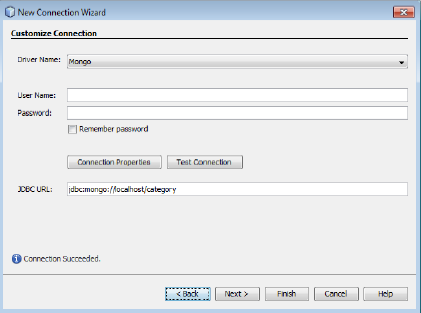 New Connection Wizard
Customize Connection
Driver Name: Mongo
User Name:
Password:
Remember password
Connection Properties Test Connection
JDBC URL: jdbc:mongo://localhost/category
Connection Succeeded.
< Back Next > Finish Cancel Help